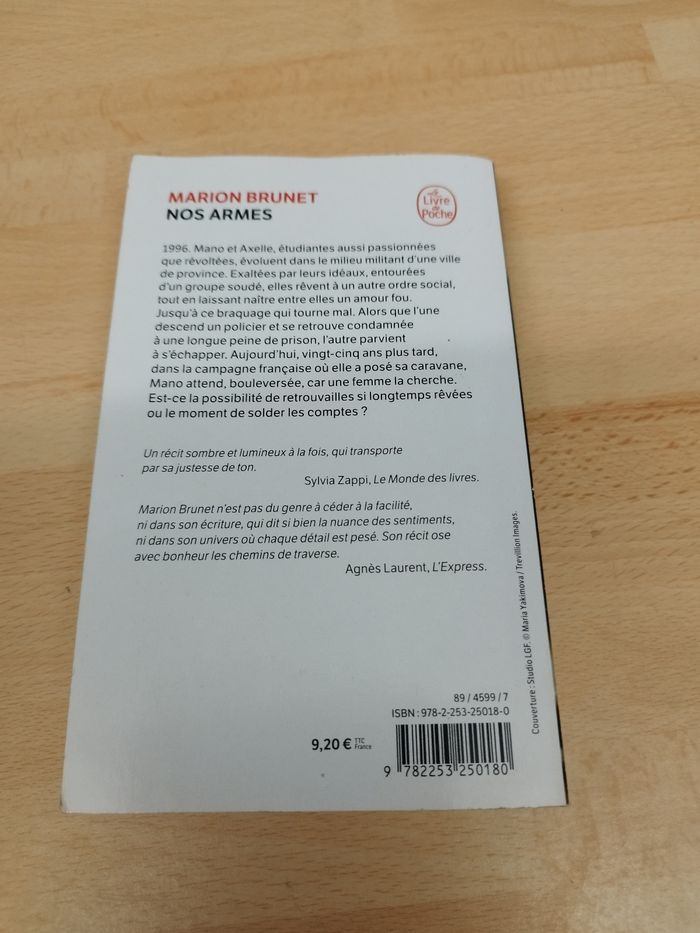 MARION BRUNET
NOS ARMES
Le
Livre
de
Poche
1996. Mano et Axelle, étudiantes aussi passionnées
que révoltées, évoluent dans le milieu militant d'une ville
de province. Exaltées par leurs idéaux, entourées
d'un groupe soudé, elles rêvent à un autre ordre social,
tout en laissant naître entre elles un amour fou.
Jusqu'à ce braquage qui tourne mal. Alors que l'une
descend un policier et se retrouve condamnée
à une longue peine de prison, l'autre parvient
à s'échapper. Aujourd'hui, vingt-cinq ans plus tard,
dans la campagne française où elle a posé sa caravane,
Mano attend, bouleversée, car une femme la cherche.
Est-ce la possibilité de retrouvailles si longtemps rêvées
ou le moment de solder les comptes ?
Un récit sombre et lumineux à la fois, qui transporte
par sa justesse de ton.
Sylvia Zappi, Le Monde des livres.
Marion Brunet n'est pas du genre à céder à la facilité,
ni dans son écriture, qui dit si bien la nuance des sentiments,
ni dans son univers où chaque détail est pesé. Son récit ose
avec bonheur les chemins de traverse.
Agnès Laurent, L'Express.
Couverture : Studio LGF. © Maria Yakimova / Trevillion Images.
89 / 4599 / 7
ISBN : 978-2-253-25018-0
9,20 € TTC
France
9 782253 250180